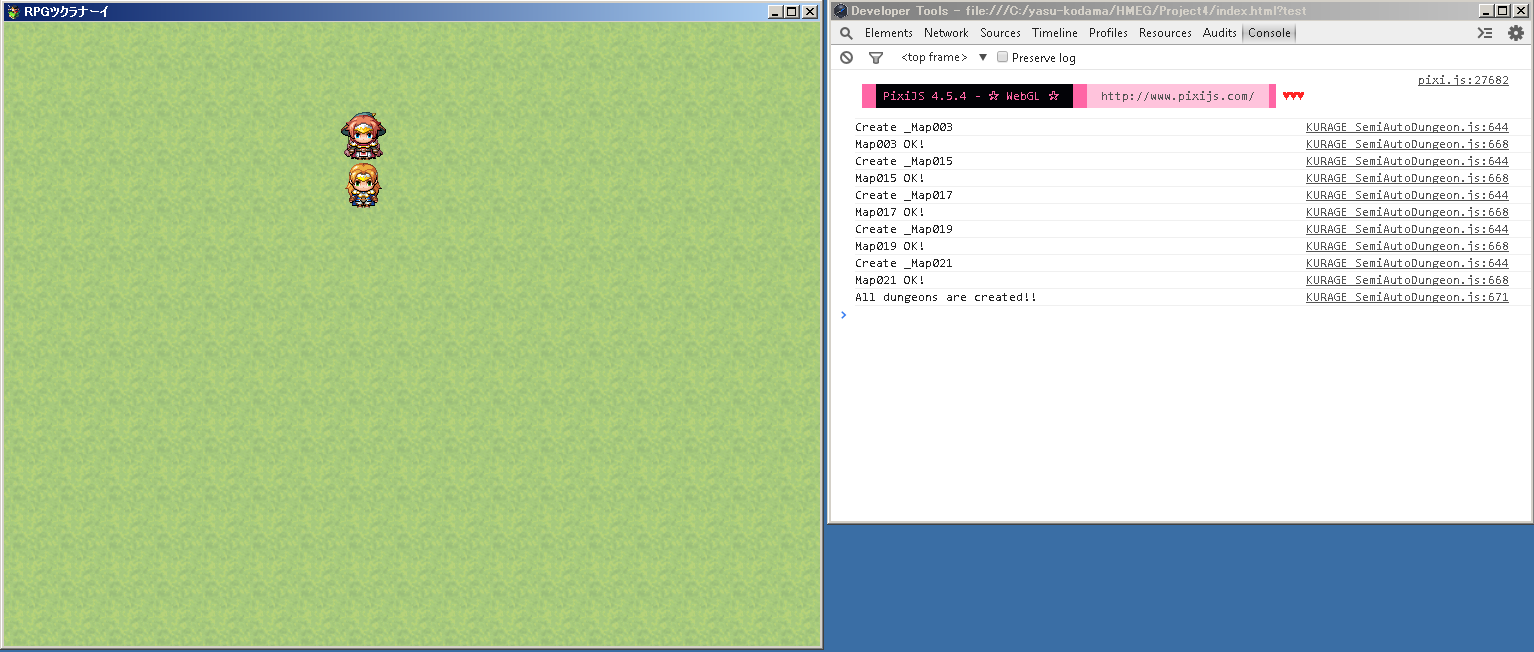 RPGツクラナーイ
Developer Tools - file:///C:/yasu-kodama/HMEG/Project4/index.html?test
Elements Network Sources Timeline Profiles Resources Audits Console
<top frame> ▼ Preserve log
pixi.js:27682
PixiJS 4.5.4 - ✰ WebGL ✰ http://www.pixijs.com/ ♥♥♥
Create _Map003 KURAGE_SemiAutoDungeon.js:644
Map003 OK! KURAGE_SemiAutoDungeon.js:668
Create _Map015 KURAGE_SemiAutoDungeon.js:644
Map015 OK! KURAGE_SemiAutoDungeon.js:668
Create _Map017 KURAGE_SemiAutoDungeon.js:644
Map017 OK! KURAGE_SemiAutoDungeon.js:668
Create _Map019 KURAGE_SemiAutoDungeon.js:644
Map019 OK! KURAGE_SemiAutoDungeon.js:668
Create _Map021 KURAGE_SemiAutoDungeon.js:644
Map021 OK! KURAGE_SemiAutoDungeon.js:668
All dungeons are created!! KURAGE_SemiAutoDungeon.js:671